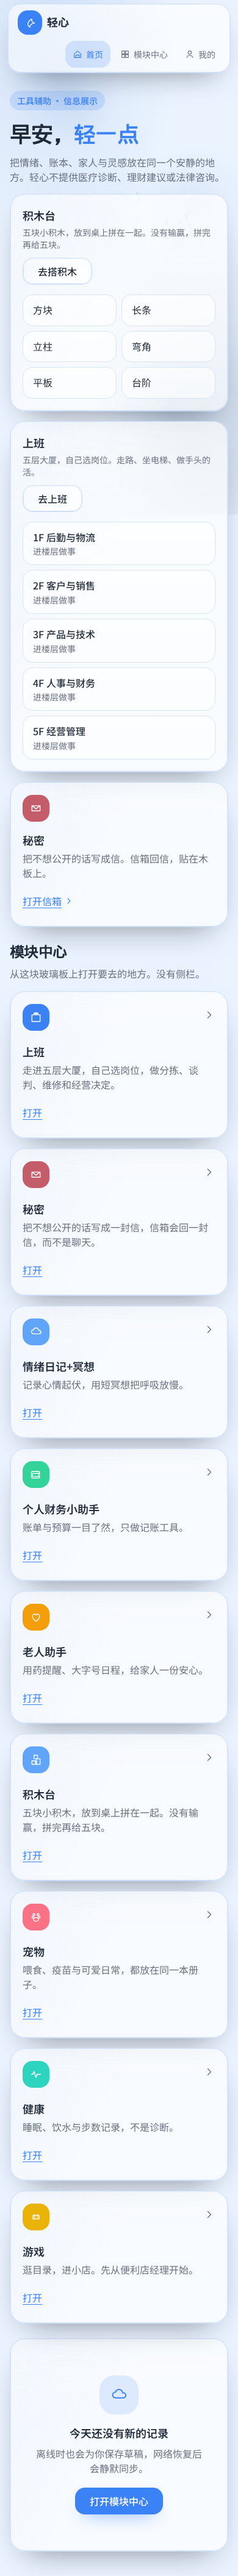 轻心
首页
模块中心
我的
工具辅助 • 信息展示
早安，轻一点
把情绪、账本、家人与灵感放在同一个安静的地
方。轻心不提供医疗诊断、理财建议或法律咨询。
积木台
五块小积木，放到桌上拼在一起。没有输赢，拼完
再给五块。
去搭积木
方块
长条
立柱
弯角
平板
台阶
上班
五层大厦，自己选岗位。走路、坐电梯、做手头的
活。
去上班
1F 后勤与物流
进楼层做事
2F 客户与销售
进楼层做事
3F 产品与技术
进楼层做事
4F 人事与财务
进楼层做事
5F 经营管理
进楼层做事
秘密
把不想公开的话写成信。信箱回信，贴在木
板上。
打开信箱
模块中心
从这块玻璃板上打开要去的地方。没有侧栏。
上班
走进五层大厦，自己选岗位，做分拣、谈
判、维修和经营决定。
打开
秘密
把不想公开的话写成一封信，信箱会回一封
信，而不是聊天。
打开
情绪日记+冥想
记录心情起伏，用短冥想把呼吸放慢。
打开
个人财务小助手
账单与预算一目了然，只做记账工具。
打开
老人助手
用药提醒、大字号日程，给家人一份安心。
打开
积木台
五块小积木，放到桌上拼在一起。没有输
赢，拼完再给五块。
打开
宠物
喂食、疫苗与可爱日常，都放在同一本册
子。
打开
健康
睡眠、饮水与步数记录，不是诊断。
打开
游戏
逛目录，进小店。先从便利店经理开始。
打开
今天还没有新的记录
离线时也会为你保存草稿，网络恢复后
会静默同步。
打开模块中心